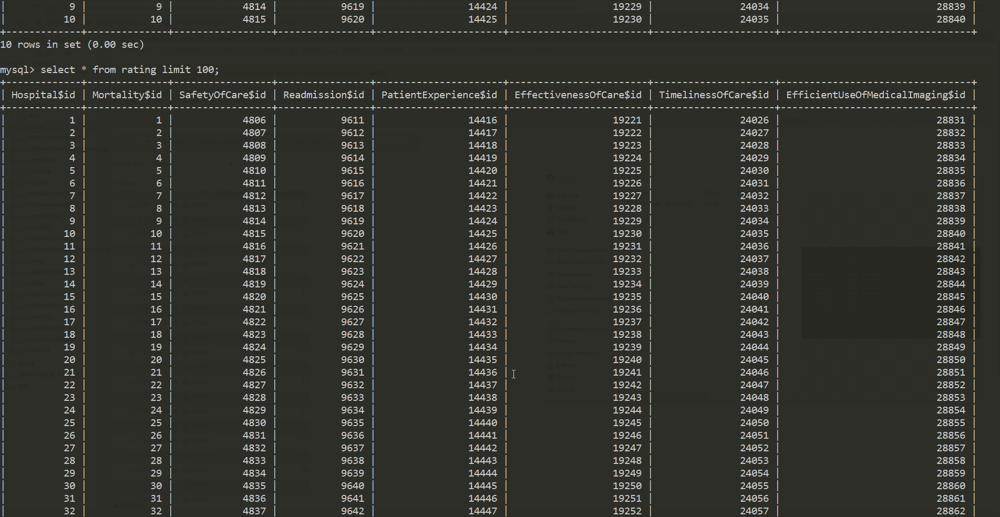 |           9 |           9 |            4814 |          9619 |                 14424 |                  19229 |               24034 |                           28839 |
|          10 |          10 |            4815 |          9620 |                 14425 |                  19230 |               24035 |                           28840 |
+-------------+-------------+-----------------+---------------+-----------------------+------------------------+---------------------+---------------------------------+
10 rows in set (0.00 sec)
mysql> select * from rating limit 100;
+-------------+-------------+-----------------+---------------+-----------------------+------------------------+---------------------+---------------------------------+
| Hospital$id | Mortality$id | SafetyOfCare$id | Readmission$id | PatientExperience$id | EffectivenessOfCare$id | TimelinessOfCare$id | EfficientUseOfMedicalImaging$id |
+-------------+-------------+-----------------+---------------+-----------------------+------------------------+---------------------+---------------------------------+
| 1 | 1 | 4806 | 9611 | 14416 | 19221 | 24026 | 28831 |
| 2 | 2 | 4807 | 9612 | 14417 | 19222 | 24027 | 28832 |
| 3 | 3 | 4808 | 9613 | 14418 | 19223 | 24028 | 28833 |
| 4 | 4 | 4809 | 9614 | 14419 | 19224 | 24029 | 28834 |
| 5 | 5 | 4810 | 9615 | 14420 | 19225 | 24030 | 28835 |
| 6 | 6 | 4811 | 9616 | 14421 | 19226 | 24031 | 28836 |
| 7 | 7 | 4812 | 9617 | 14422 | 19227 | 24032 | 28837 |
| 8 | 8 | 4813 | 9618 | 14423 | 19228 | 24033 | 28838 |
| 9 | 9 | 4814 | 9619 | 14424 | 19229 | 24034 | 28839 |
| 10 | 10 | 4815 | 9620 | 14425 | 19230 | 24035 | 28840 |
| 11 | 11 | 4816 | 9621 | 14426 | 19231 | 24036 | 28841 |
| 12 | 12 | 4817 | 9622 | 14427 | 19232 | 24037 | 28842 |
| 13 | 13 | 4818 | 9623 | 14428 | 19233 | 24038 | 28843 |
| 14 | 14 | 4819 | 9624 | 14429 | 19234 | 24039 | 28844 |
| 15 | 15 | 4820 | 9625 | 14430 | 19235 | 24040 | 28845 |
| 16 | 16 | 4821 | 9626 | 14431 | 19236 | 24041 | 28846 |
| 17 | 17 | 4822 | 9627 | 14432 | 19237 | 24042 | 28847 |
| 18 | 18 | 4823 | 9628 | 14433 | 19238 | 24043 | 28848 |
| 19 | 19 | 4824 | 9629 | 14434 | 19239 | 24044 | 28849 |
| 20 | 20 | 4825 | 9630 | 14435 | 19240 | 24045 | 28850 |
| 21 | 21 | 4826 | 9631 | 14436 | 19241 | 24046 | 28851 |
| 22 | 22 | 4827 | 9632 | 14437 | 19242 | 24047 | 28852 |
| 23 | 23 | 4828 | 9633 | 14438 | 19243 | 24048 | 28853 |
| 24 | 24 | 4829 | 9634 | 14439 | 19244 | 24049 | 28854 |
| 25 | 25 | 4830 | 9635 | 14440 | 19245 | 24050 | 28855 |
| 26 | 26 | 4831 | 9636 | 14441 | 19246 | 24051 | 28856 |
| 27 | 27 | 4832 | 9637 | 14442 | 19247 | 24052 | 28857 |
| 28 | 28 | 4833 | 9638 | 14443 | 19248 | 24053 | 28858 |
| 29 | 29 | 4834 | 9639 | 14444 | 19249 | 24054 | 28859 |
| 30 | 30 | 4835 | 9640 | 14445 | 19250 | 24055 | 28860 |
| 31 | 31 | 4836 | 9641 | 14446 | 19251 | 24056 | 28861 |
| 32 | 32 | 4837 | 9642 | 14447 | 19252 | 24057 | 28862 |